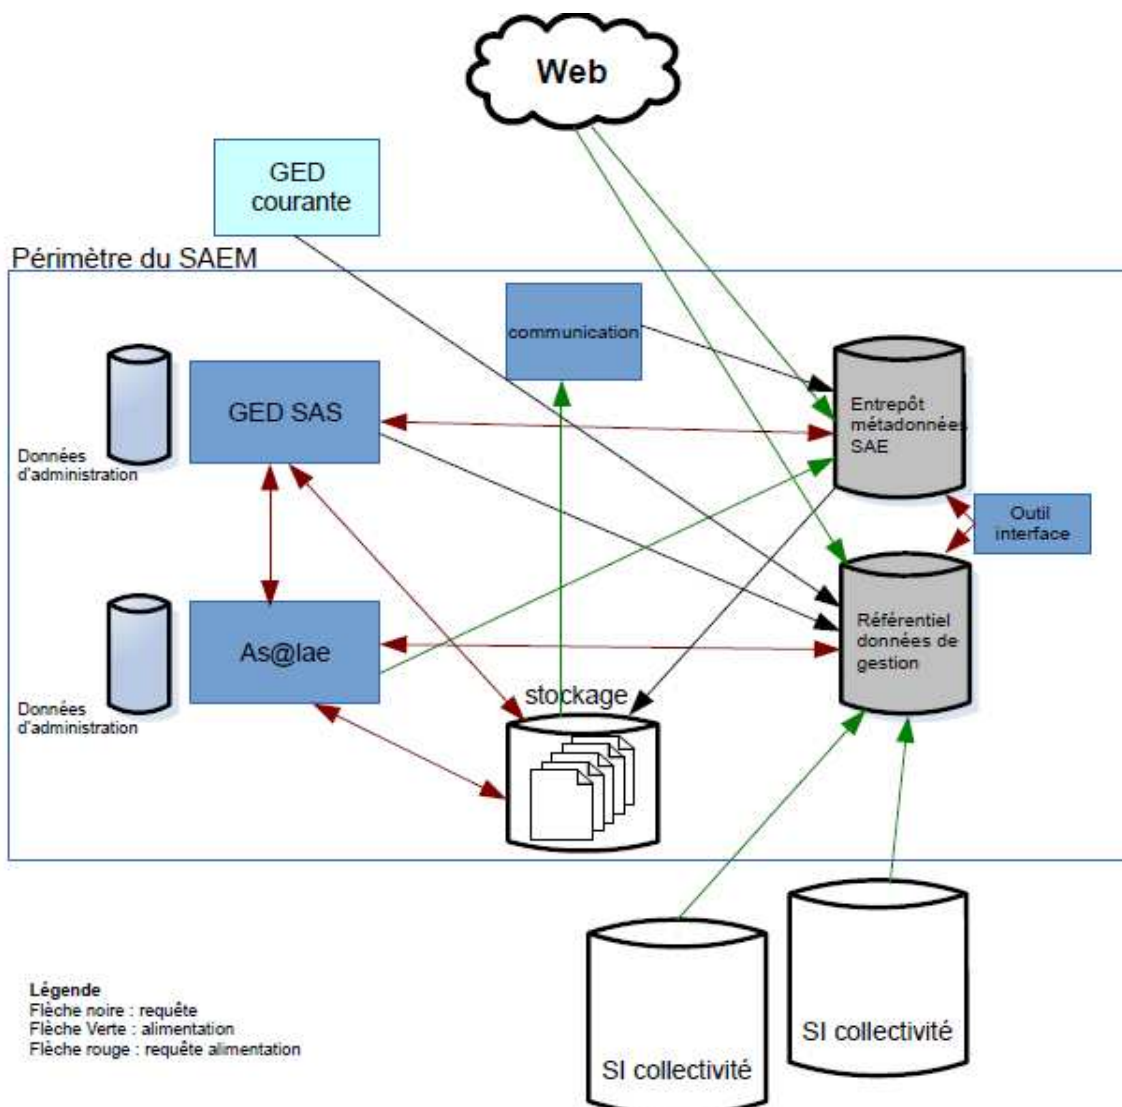 Web
GED
courante
Périmètre du SAEM
communication
GED SAS
Entrepôt
métadonnées
SAE
Données
d'administration
Outil
interface
As@lae
Référentiel
données de
gestion
stockage
Données
d'administration
SI collectivité
SI collectivité
Légende
Flèche noire : requête
Flèche Verte : alimentation
Flèche rouge : requête alimentation